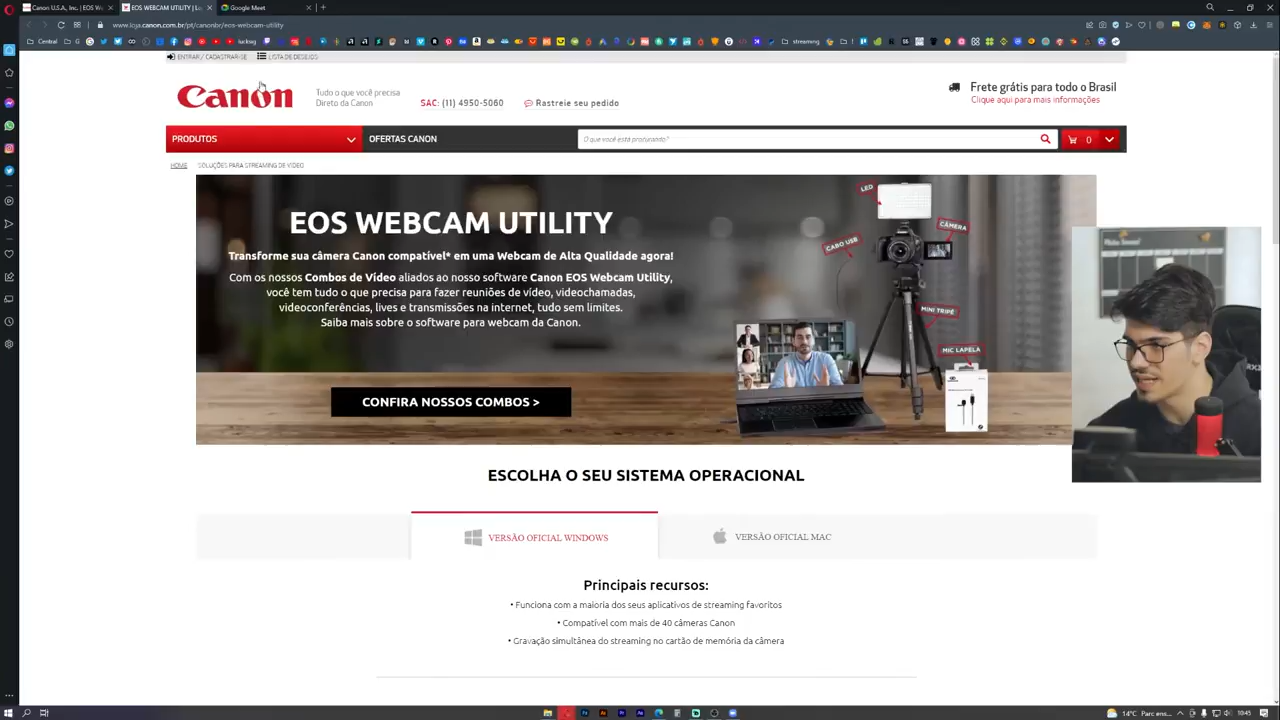 Canon U.S.A., Inc. | EOS W
EOS WEBCAM UTILITY | Lo
Google Meet
www.loja.canon.com.br/pt/canonbr/eos-webcam-utility
Central
G
luckisg
streaming
ENTRAR / CADASTRAR-SE
LISTA DE DESEJOS
Canon
Tudo o que você precisa
Direto da Canon
SAC: (11) 4950-5060
Rastreie seu pedido
Frete grátis para todo o Brasil
Clique aqui para mais informações
PRODUTOS
OFERTAS CANON
O que você está procurando?
0
HOME
SOLUÇÕES PARA STREAMING DE VÍDEO
EOS WEBCAM UTILITY
Transforme sua câmera Canon compatível* em uma Webcam de Alta Qualidade agora!
Com os nossos Combos de Vídeo aliados ao nosso software Canon EOS Webcam Utility,
você tem tudo o que precisa para fazer reuniões de vídeo, videochamadas,
videoconferências, lives e transmissões na internet, tudo sem limites.
Saiba mais sobre o software para webcam da Canon.
CONFIRA NOSSOS COMBOS >
LED
CÂMERA
CABO USB
MINI TRIPÉ
MIC LAPELA
ESCOLHA O SEU SISTEMA OPERACIONAL
VERSÃO OFICIAL WINDOWS
VERSÃO OFICIAL MAC
Principais recursos:
• Funciona com a maioria dos seus aplicativos de streaming favoritos
• Compatível com mais de 40 câmeras Canon
• Gravação simultânea do streaming no cartão de memória da câmera
14°C Parc ens...
10:45